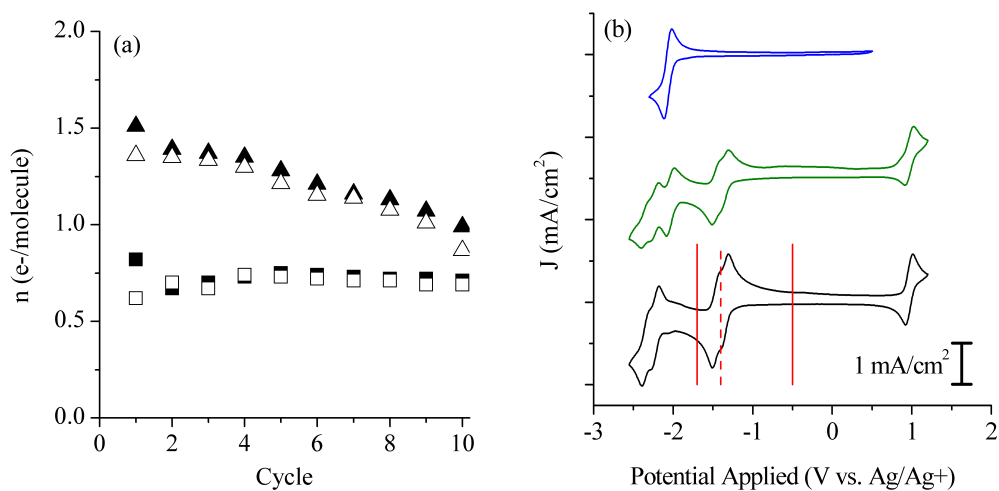 (a)
2.0
1.5
1.0
0.5
0.0
n (e-/molecule)
0 2 4 6 8 10
Cycle
(b)
J (mA/cm²)
1 mA/cm²
-3 -2 -1 0 1 2
Potential Applied (V vs. Ag/Ag+)